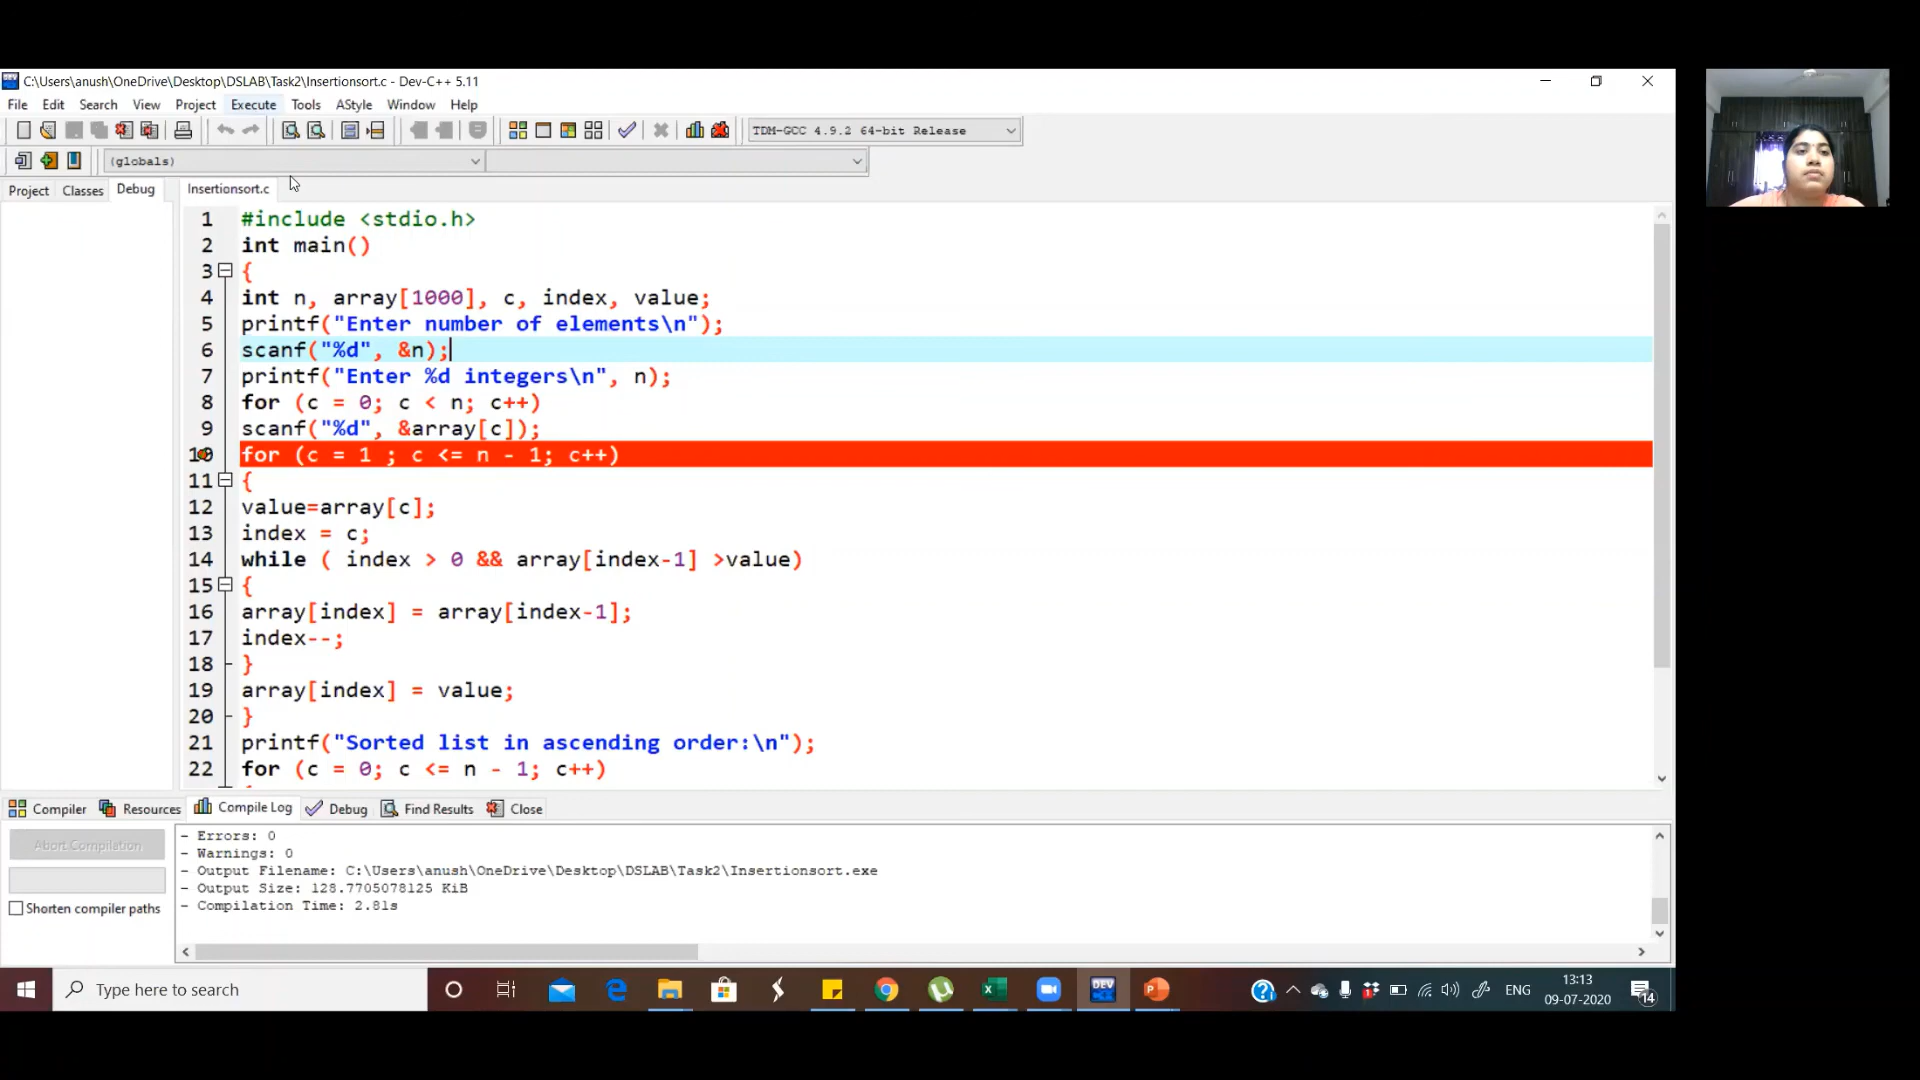 C:\Users\anush\OneDrive\Desktop\DSLAB\Task2\Insertionsort.c - Dev-C++ 5.11
File Edit Search View Project Execute Tools AStyle Window Help
TDM-GCC 4.9.2 64-bit Release
(globals)
Project Classes Debug Insertionsort.c
1 #include <stdio.h>
2 int main()
3 {
4 int n, array[1000], c, index, value;
5 printf("Enter number of elements\n");
6 scanf("%d", &n);
7 printf("Enter %d integers\n", n);
8 for (c = 0; c < n; c++)
9 scanf("%d", &array[c]);
10 for (c = 1 ; c <= n - 1; c++)
11 {
12 value=array[c];
13 index = c;
14 while ( index > 0 && array[index-1] >value)
15 {
16 array[index] = array[index-1];
17 index--;
18 }
19 array[index] = value;
20 }
21 printf("Sorted list in ascending order:\n");
22 for (c = 0; c <= n - 1; c++)
Compiler Resources Compile Log Debug Find Results Close
Abort Compilation
Shorten compiler paths
- Errors: 0
- Warnings: 0
- Output Filename: C:\Users\anush\OneDrive\Desktop\DSLAB\Task2\Insertionsort.exe
- Output Size: 128.7705078125 KiB
- Compilation Time: 2.81s
Type here to search
DEV
ENG
13:13
09-07-2020
14